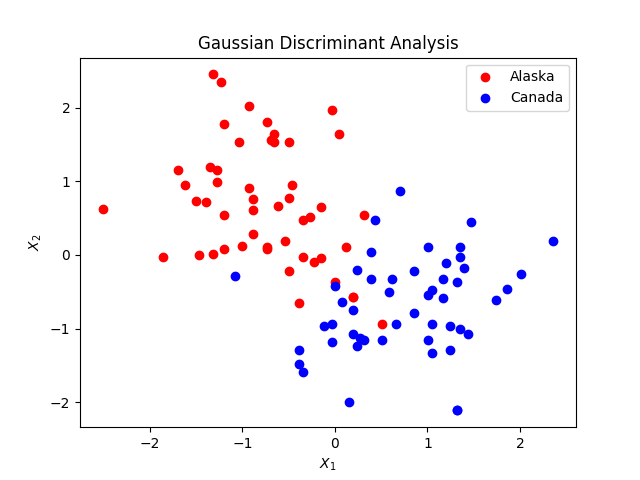 Gaussian Discriminant Analysis
Alaska
Canada
2
1
0
−1
−2
X2
−2 −1 0 1 2
X1